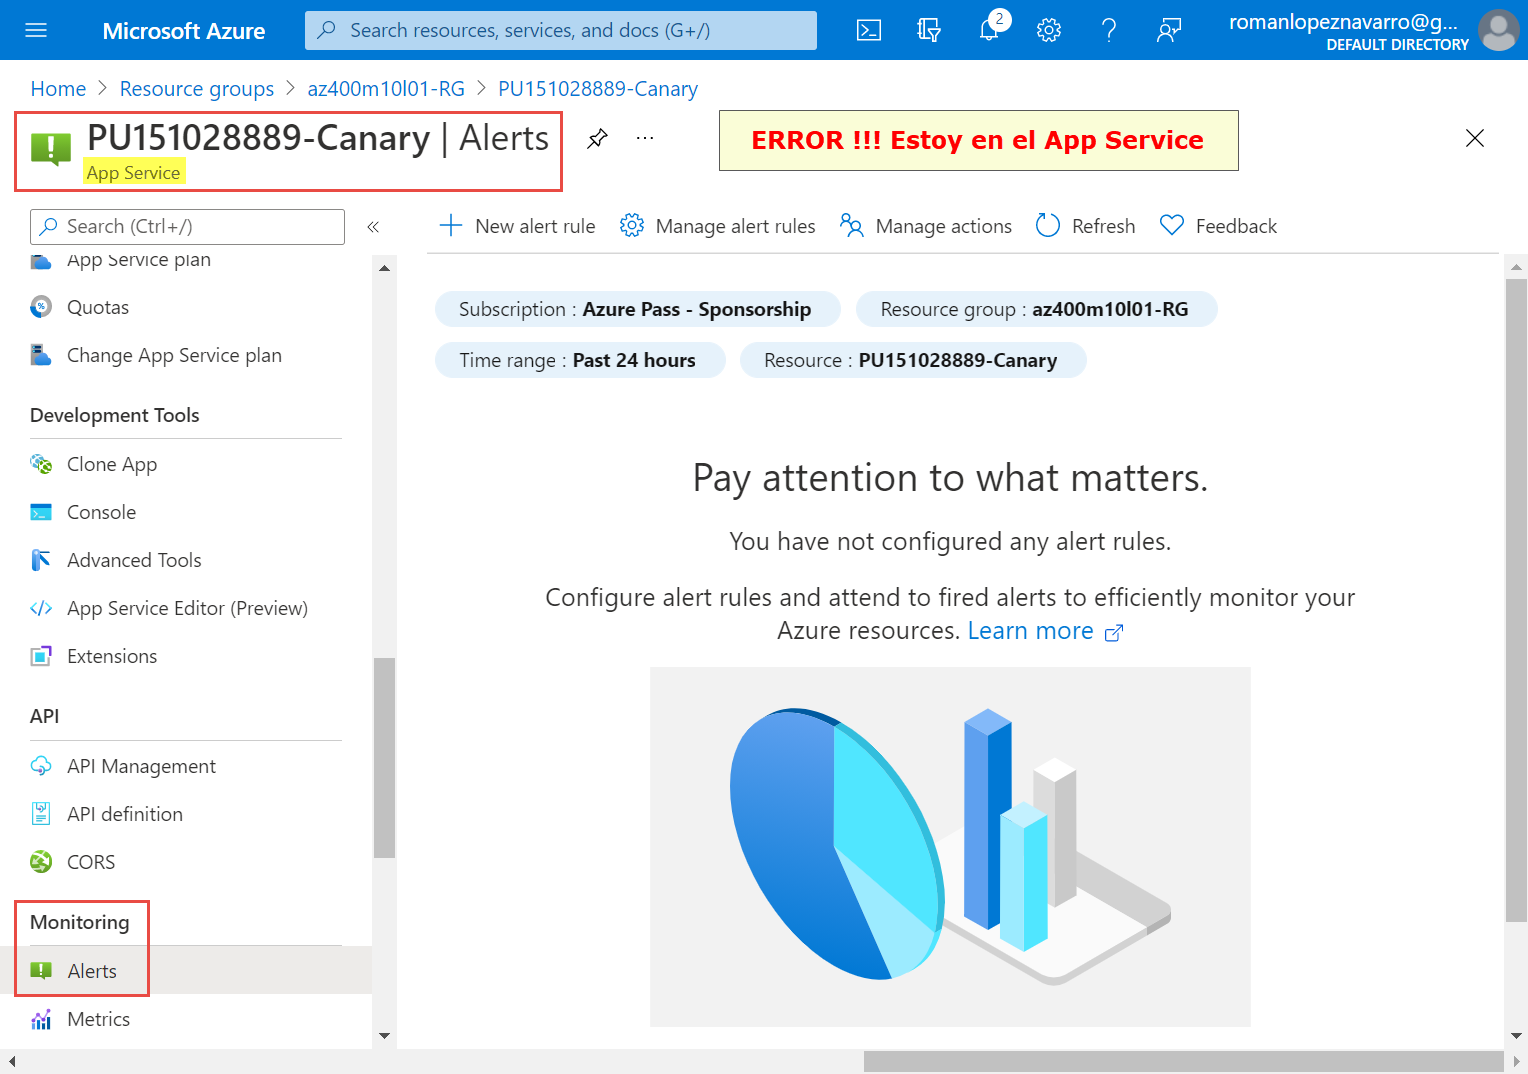 Microsoft Azure
Search resources, services, and docs (G+/)
2
romanlopeznavarro@g...
DEFAULT DIRECTORY
Home > Resource groups > az400m10l01-RG > PU151028889-Canary
PU151028889-Canary | Alerts
App Service
ERROR !!! Estoy en el App Service
Search (Ctrl+/)
App Service plan
Quotas
Change App Service plan
Development Tools
Clone App
Console
Advanced Tools
App Service Editor (Preview)
Extensions
API
API Management
API definition
CORS
Monitoring
Alerts
Metrics
New alert rule
Manage alert rules
Manage actions
Refresh
Feedback
Subscription : Azure Pass - Sponsorship
Resource group : az400m10l01-RG
Time range : Past 24 hours
Resource : PU151028889-Canary
Pay attention to what matters.
You have not configured any alert rules.
Configure alert rules and attend to fired alerts to efficiently monitor your
Azure resources. Learn more